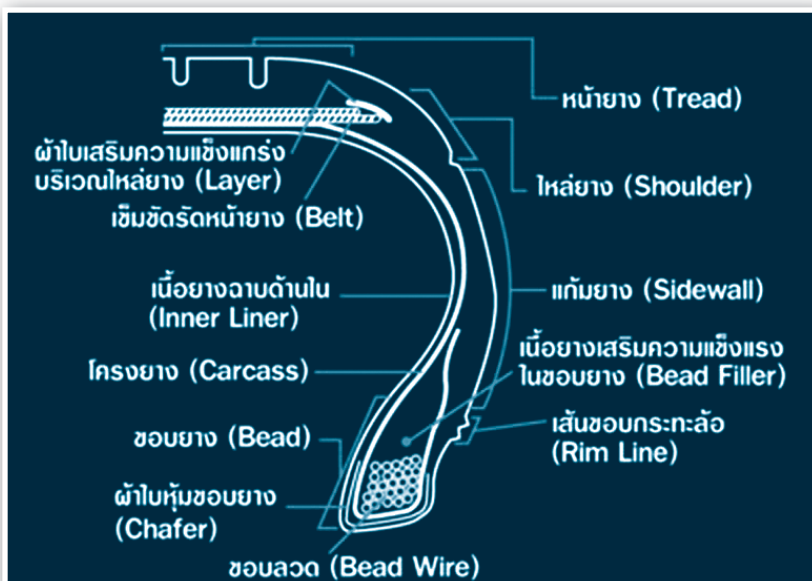 หน้ายาง (Tread)
ผ้าใบเสริมความแข็งแกร่ง
บริเวณไหล่ยาง (Layer)
ไหล่ยาง (Shoulder)
เข็มขัดรัดหน้ายาง (Belt)
เนื้อยางฉาบด้านใน
(Inner Liner)
แก้มยาง (Sidewall)
เนื้อยางเสริมความแข็งแรง
ในขอบยาง (Bead Filler)
โครงยาง (Carcass)
เส้นขอบกระทะล้อ
(Rim Line)
ขอบยาง (Bead)
ผ้าใบหุ้มขอบยาง
(Chafer)
ขอบลวด (Bead Wire)